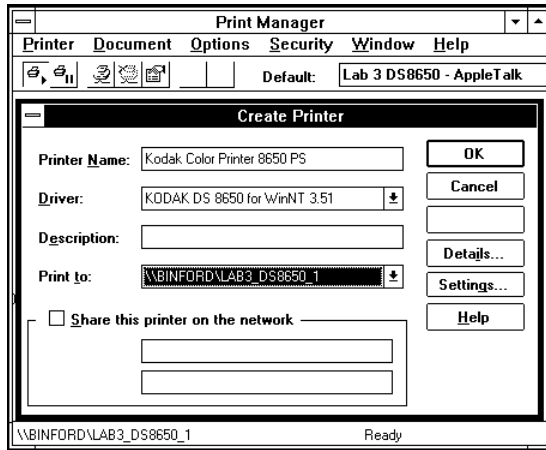 Print Manager
Printer Document Options Security Window Help
Default: Lab 3 DS8650 - AppleTalk
Create Printer
Printer Name: Kodak Color Printer 8650 PS
OK
Driver: KODAK DS 8650 for WinNT 3.51
Cancel
Description:
Details...
Print to: \\BINFORD\LAB3_DS8650_1
Settings...
Share this printer on the network
Help
\\BINFORD\LAB3_DS8650_1 Ready